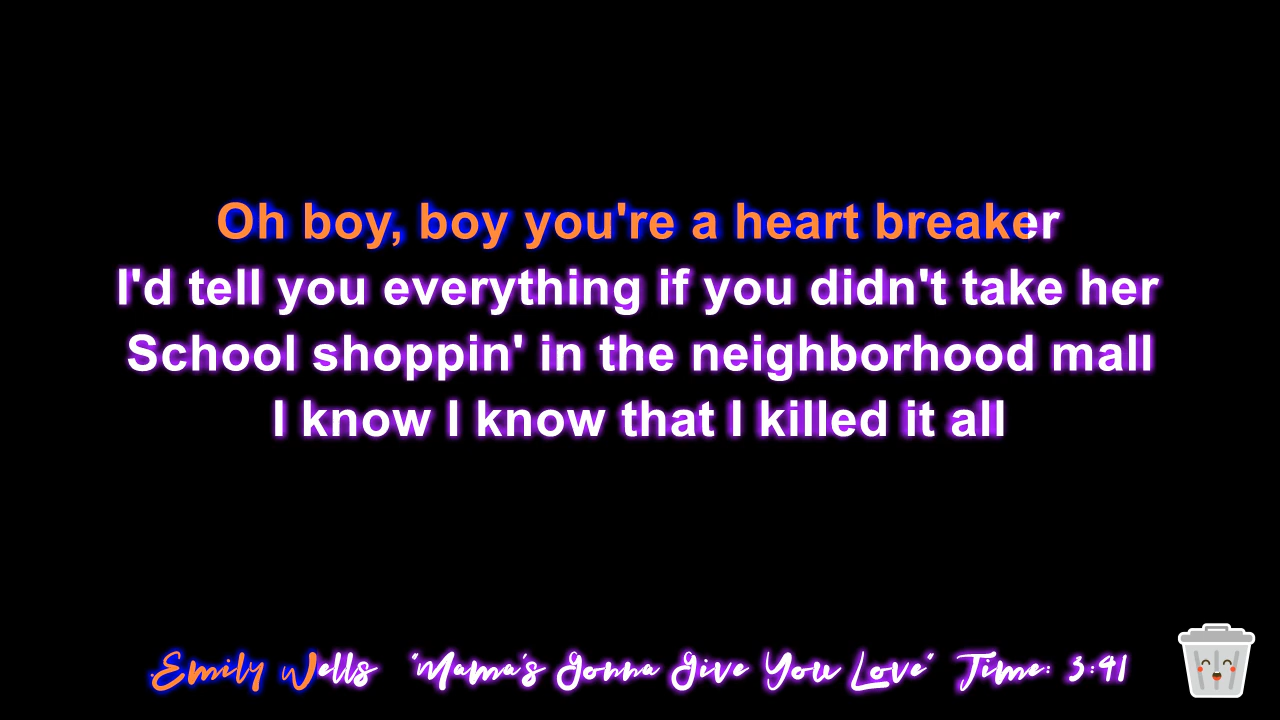 Oh boy, boy you're a heart breaker
I'd tell you everything if you didn't take her
School shoppin' in the neighborhood mall
I know I know that I killed it all
Emily Wells "Mama's Gonna Give You Love" Time: 3:41